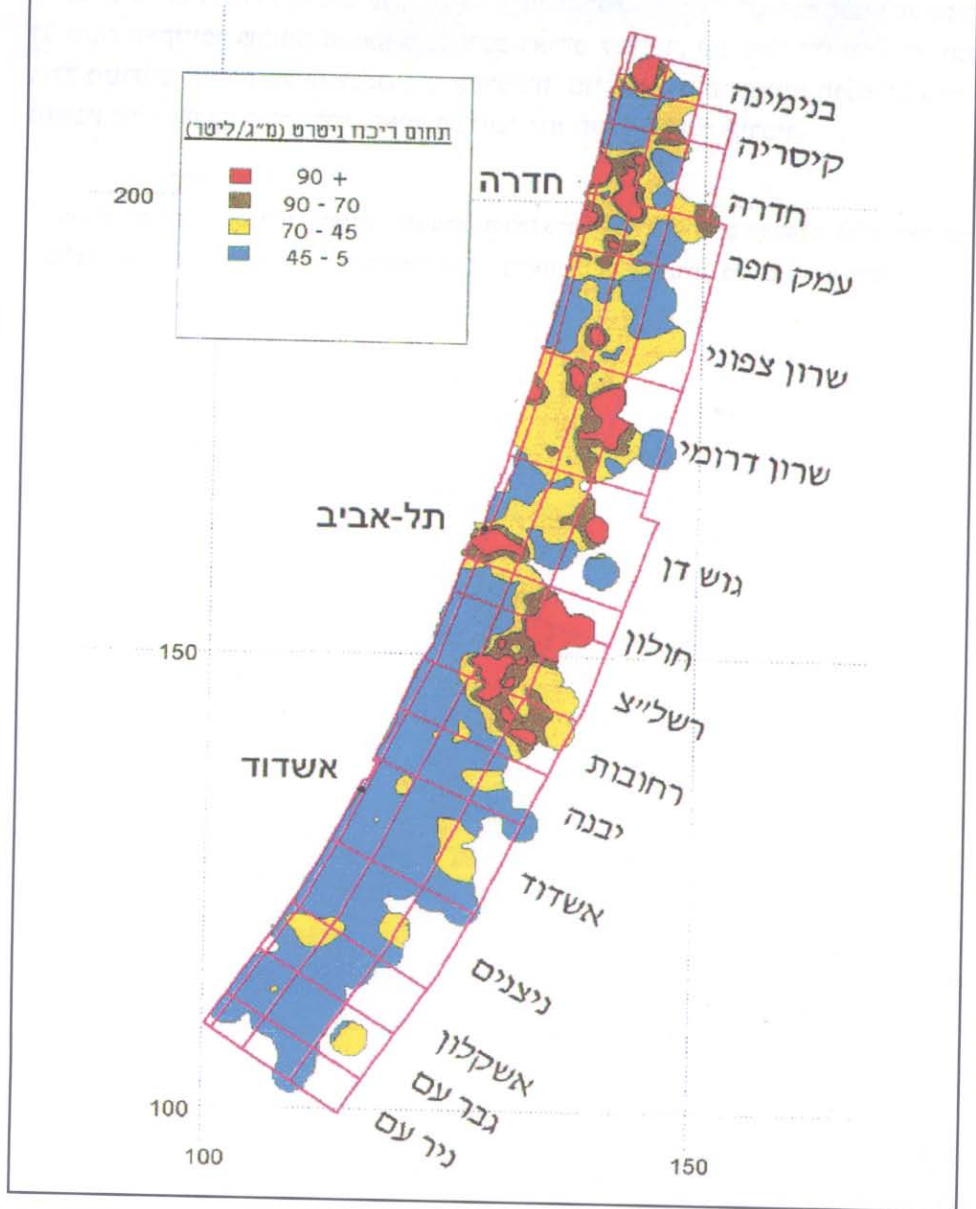 תחום ריכוז ניטרט (מ״ג/ליטר)
90 +
90 - 70
70 - 45
45 - 5
200
150
100
100
150
חדרה
תל-אביב
אשדוד
בנימינה
קיסריה
חדרה
עמק חפר
שרון צפוני
שרון דרומי
גוש דן
חולון
רשל״צ
רחובות
יבנה
אשדוד
ניצנים
אשקלון
גבר עם
ניר עם